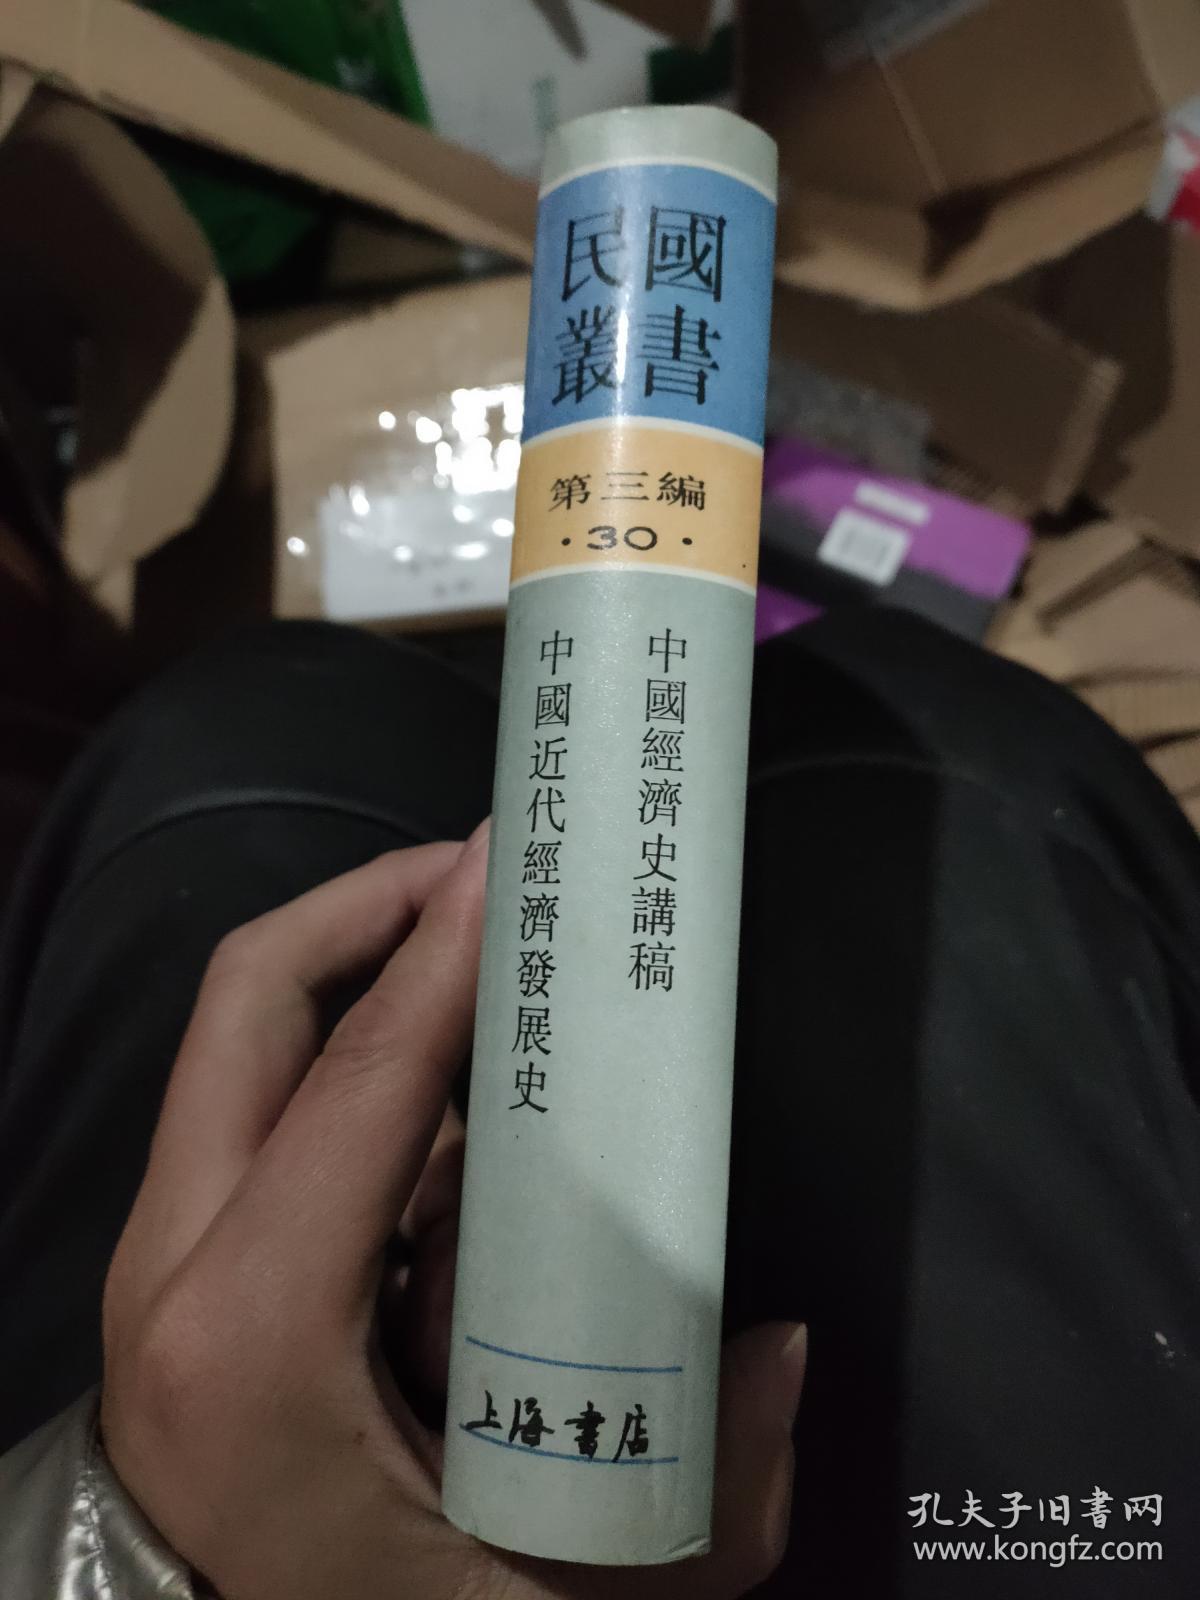 民國
叢書
第三編
·30·
中國經濟史講稿
中國近代經濟發展史
上海書店
孔夫子旧書网
www.kongfz.com